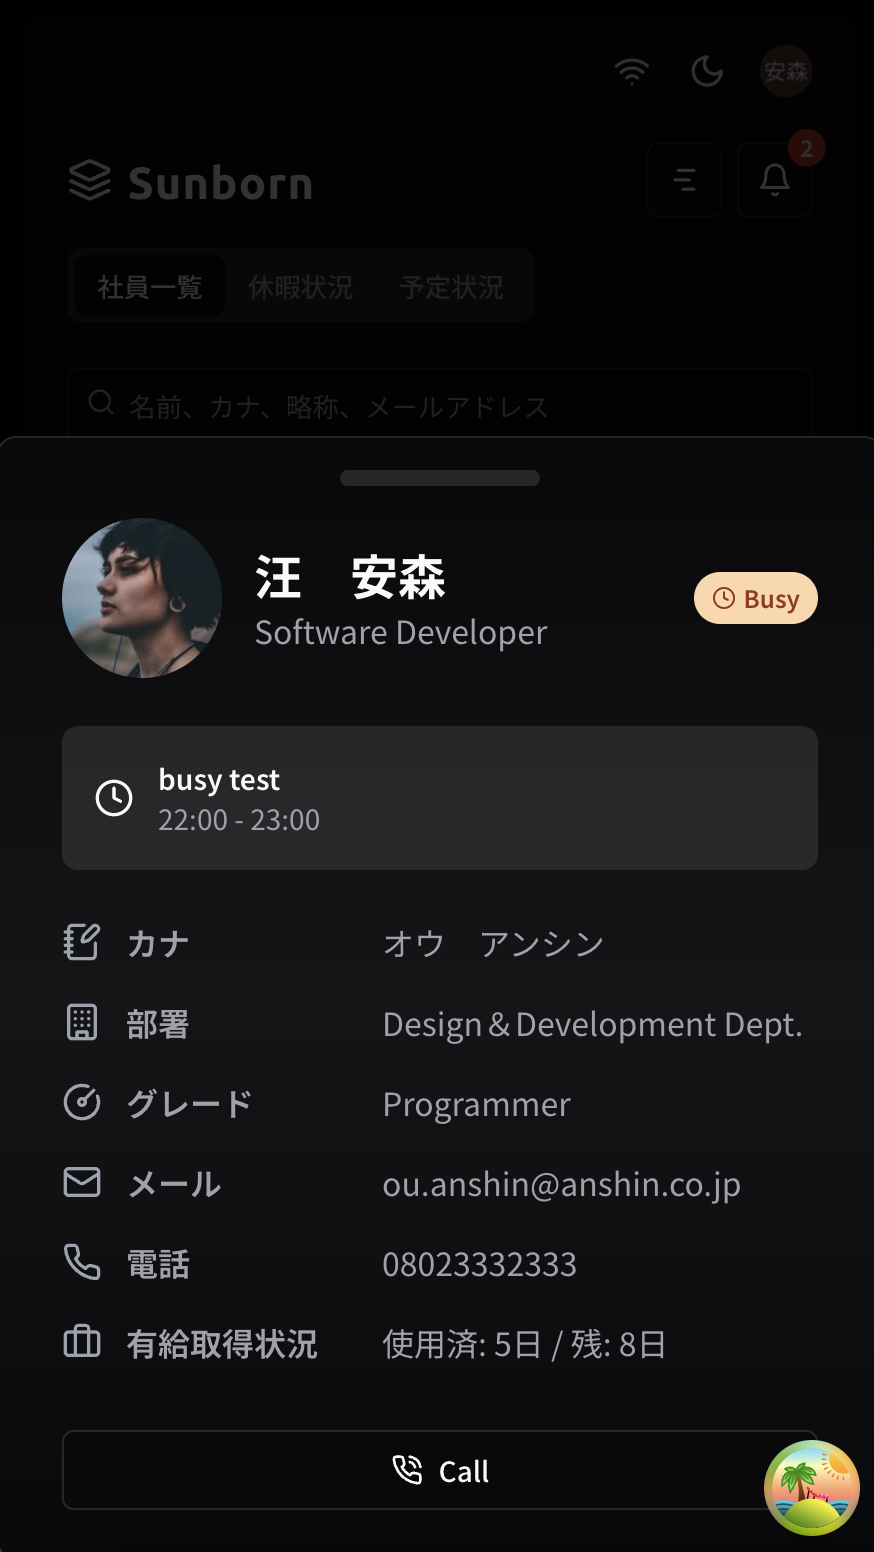 安森
Sunborn
2
社員一覧 休暇状況 予定状況
名前、カナ、略称、メールアドレス
汪　安森
Software Developer
Busy
busy test
22:00 - 23:00
カナ オウ　アンシン
部署 Design＆Development Dept.
グレード Programmer
メール ou.anshin@anshin.co.jp
電話 08023332333
有給取得状況 使用済: 5日 / 残: 8日
Call